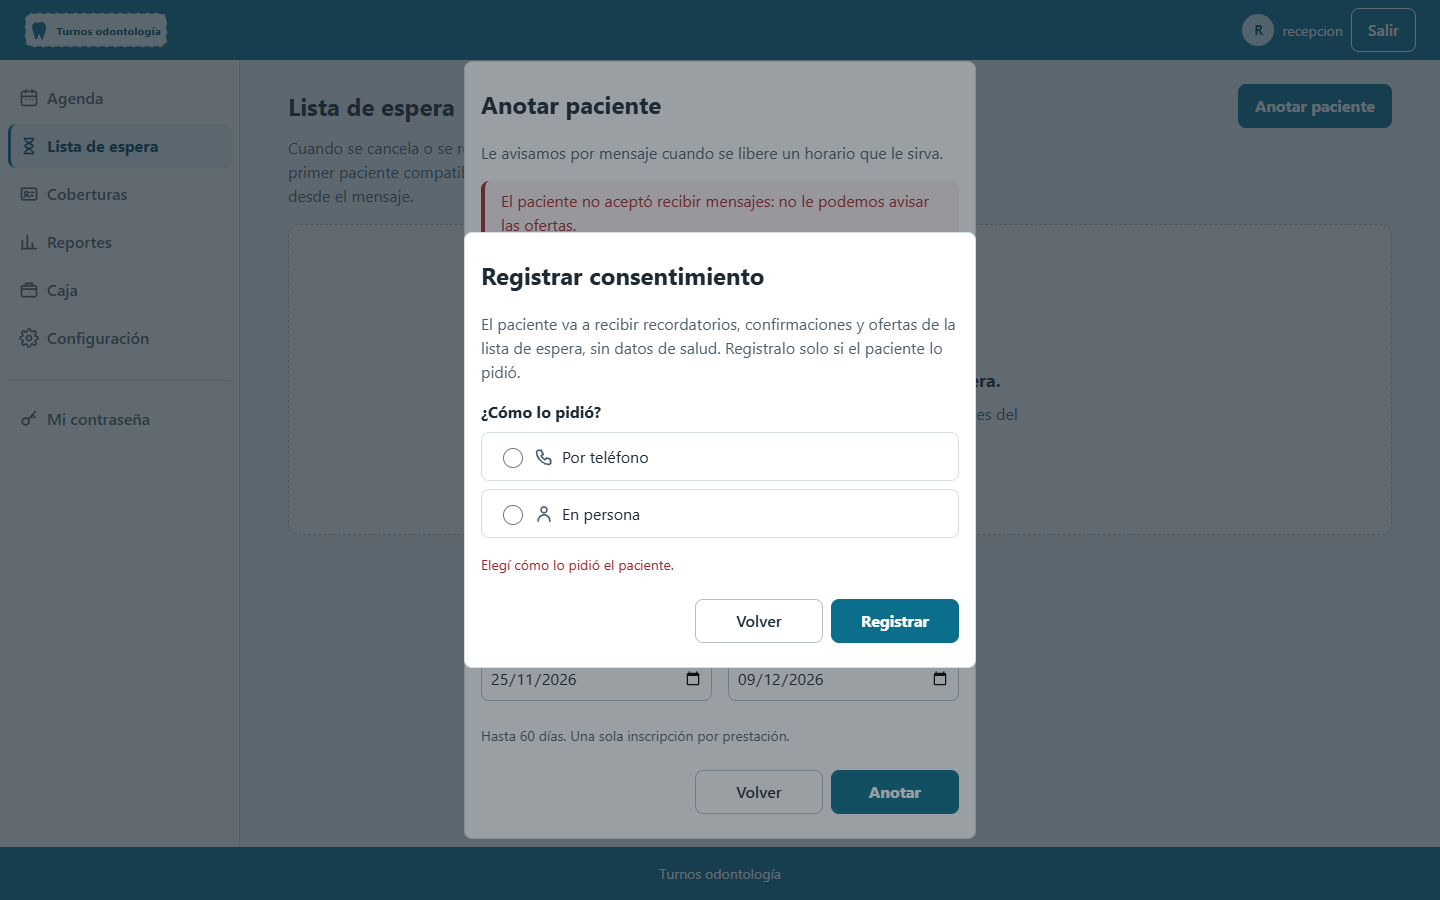 Turnos odontología
R
recepcion
Salir
Agenda
Lista de espera
Coberturas
Reportes
Caja
Configuración
Mi contraseña
Lista de espera
Anotar paciente
Cuando se cancela o se r
primer paciente compatib
desde el mensaje.
era.
es del
Anotar paciente
Le avisamos por mensaje cuando se libere un horario que le sirva.
El paciente no aceptó recibir mensajes: no le podemos avisar
las ofertas.
Registrar consentimiento
El paciente va a recibir recordatorios, confirmaciones y ofertas de la
lista de espera, sin datos de salud. Registralo solo si el paciente lo
pidió.
¿Cómo lo pidió?
Por teléfono
En persona
Elegí cómo lo pidió el paciente.
Volver
Registrar
25/11/2026
09/12/2026
Hasta 60 días. Una sola inscripción por prestación.
Volver
Anotar
Turnos odontología